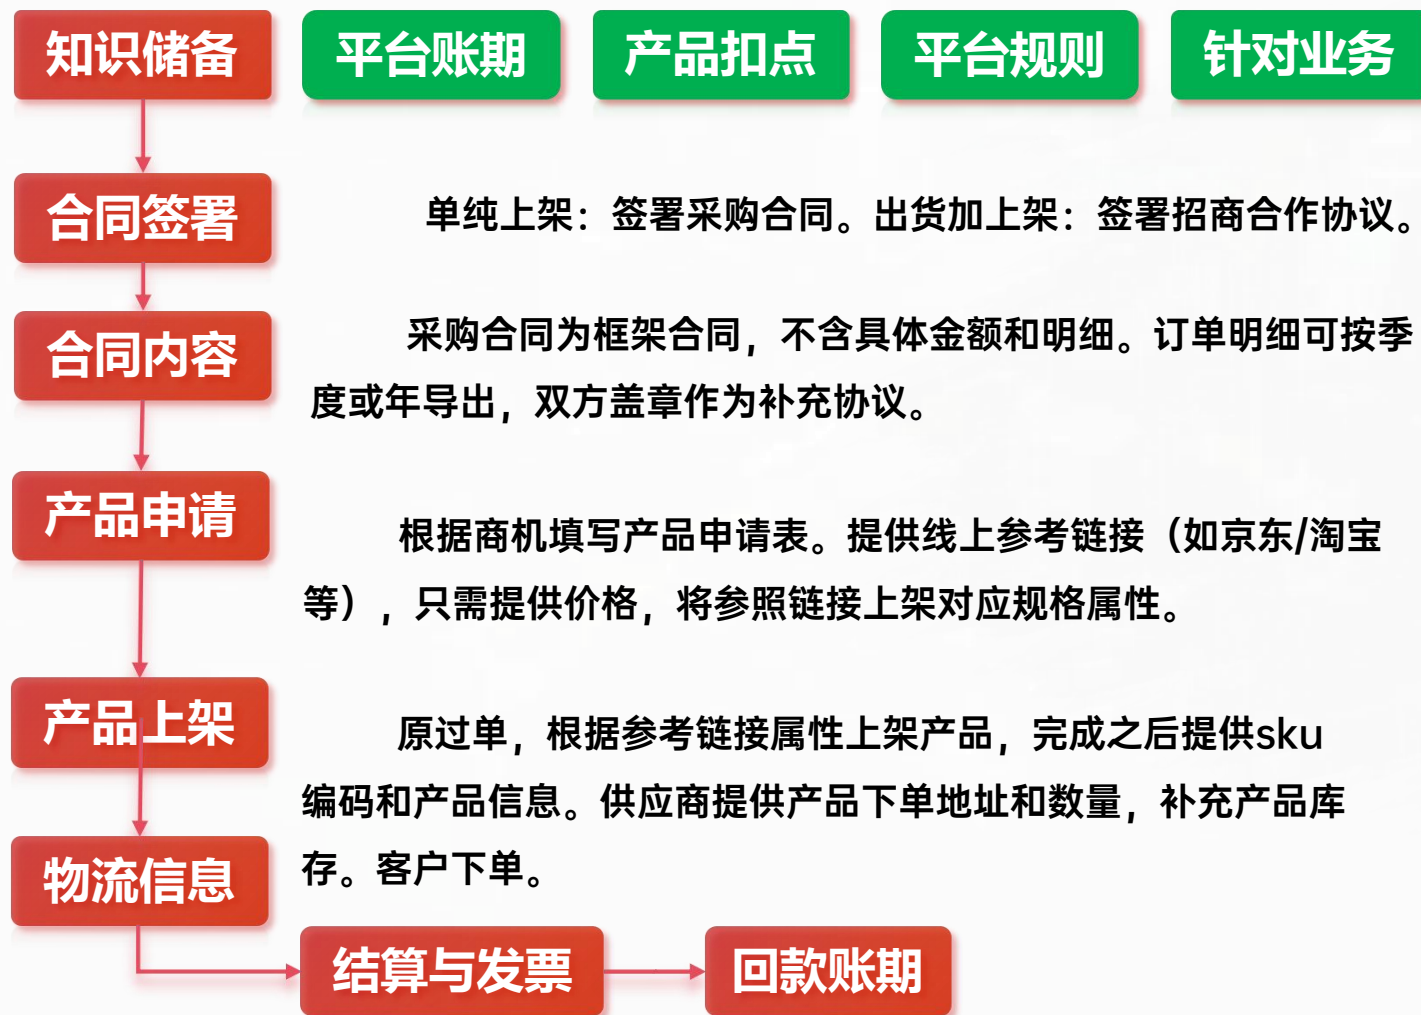 知识储备 平台账期 产品扣点 平台规则 针对业务
合同签署
单纯上架：签署采购合同。出货加上架：签署招商合作协议。
合同内容
采购合同为框架合同，不含具体金额和明细。订单明细可按季
度或年导出，双方盖章作为补充协议。
产品申请
根据商机填写产品申请表。提供线上参考链接（如京东/淘宝
等），只需提供价格，将参照链接上架对应规格属性。
产品上架
原过单，根据参考链接属性上架产品，完成之后提供sku
编码和产品信息。供应商提供产品下单地址和数量，补充产品库
存。客户下单。
物流信息
结算与发票 回款账期